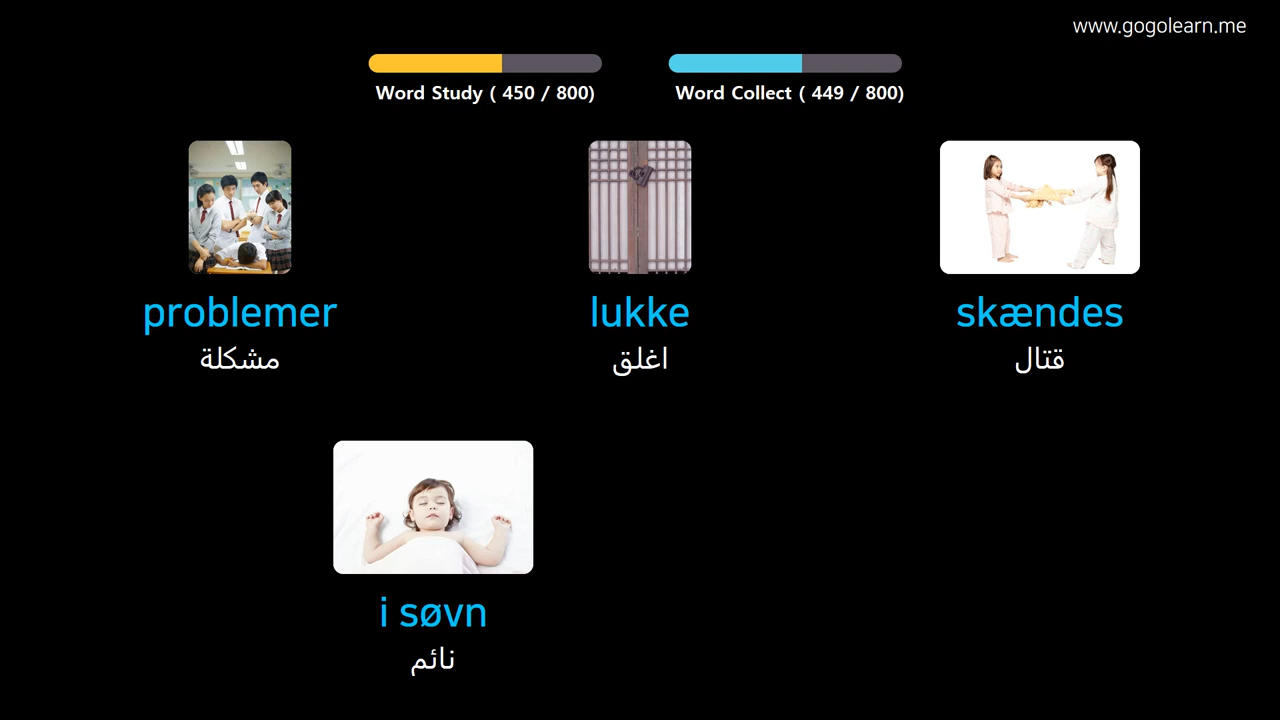 www.gogolearn.me
Word Study ( 450 / 800)
Word Collect ( 449 / 800)
problemer
مشكلة
lukke
اغلق
skændes
قتال
i søvn
نائم